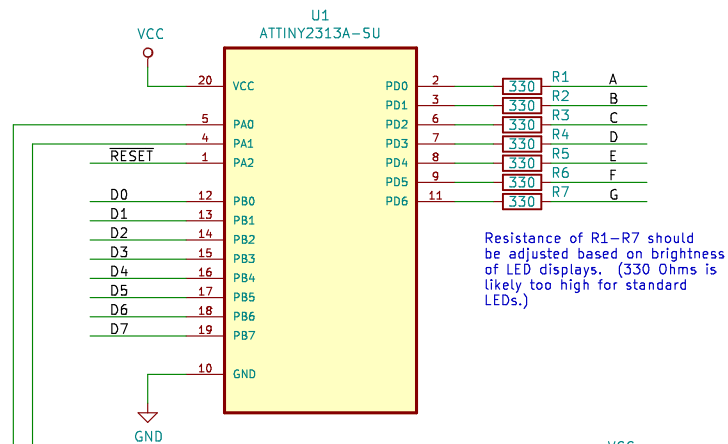 U1
VCC
ATTINY2313A-SU
20 VCC PD0 2 330 R1 A
PD1 3 330 R2 B
5 PA0 PD2 6 330 R3 C
4 PA1 PD3 7 330 R4 D
RESET 1 PA2 PD4 8 330 R5 E
PD5 9 330 R6 F
D0 12 PB0 PD6 11 330 R7 G
D1 13 PB1
D2 14 PB2
D3 15 PB3
D4 16 PB4
D5 17 PB5
D6 18 PB6
D7 19 PB7
10 GND
GND
Resistance of R1-R7 should
be adjusted based on brightness
of LED displays. (330 Ohms is
likely too high for standard
LEDs.)
VCC